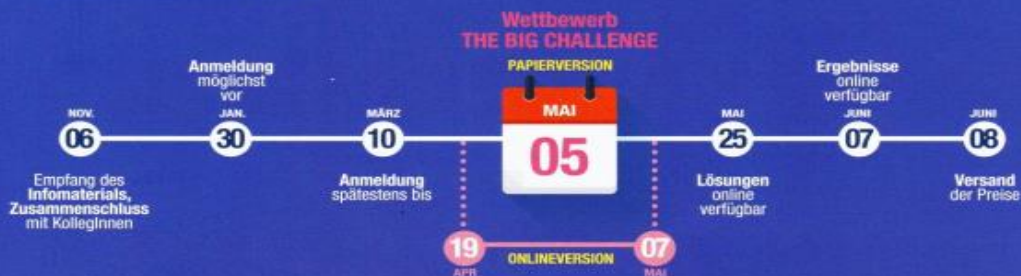 Wettbewerb
THE BIG CHALLENGE
PAPIERVERSION
MAI
05
NOV.
06
Empfang des
Infomaterials,
Zusammenschluss
mit KollegInnen
Anmeldung
möglichst
vor
JAN.
30
MÄRZ
10
Anmeldung
spätestens bis
MAI
25
Lösungen
online
verfügbar
Ergebnisse
online
verfügbar
JUNI
07
JUNI
08
Versand
der Preise
19
APR
ONLINEVERSION
07
MAI